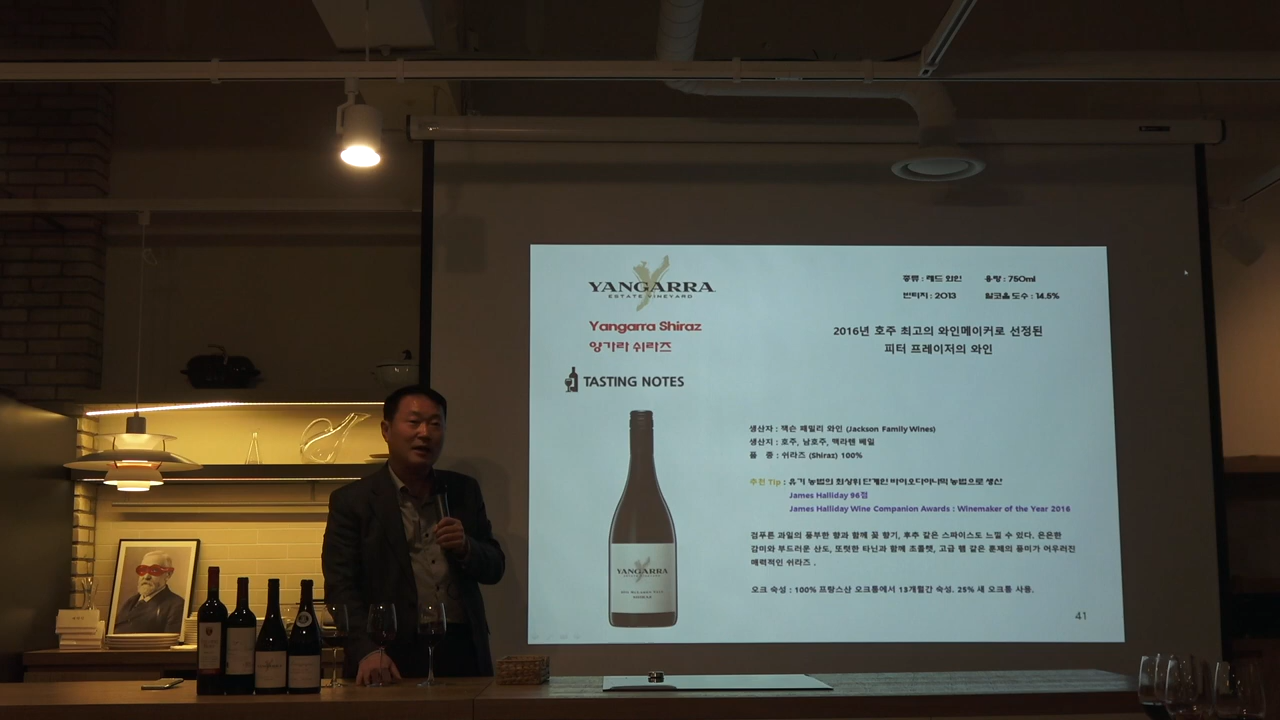 YANGARRA
ESTATE VINEYARD
종류 : 레드 와인 용량 : 750ml
빈티지 : 2013 알코올 도수 : 14.5%
Yangarra Shiraz
양가라 쉬라즈
2016년 호주 최고의 와인메이커로 선정된
피터 프레이저의 와인
TASTING NOTES
생산자 : 잭슨 패밀리 와인 (Jackson Family Wines)
생산지 : 호주, 남호주, 맥라렌 베일
품 종 : 쉬라즈 (Shiraz) 100%
추천 Tip : 유기 농법의 최상위 단계인 바이오다이나믹 농법으로 생산
James Halliday 96점
James Halliday Wine Companion Awards : Winemaker of the Year 2016
검푸른 과일의 풍부한 향과 함께 꽃 향기, 후추 같은 스파이스도 느낄 수 있다. 은은한
감미와 부드러운 산도, 또렷한 타닌과 함께 초콜렛, 고급 햄 같은 훈제의 풍미가 어우러진
매력적인 쉬라즈 .
오크 숙성 : 100% 프랑스산 오크통에서 13개월간 숙성. 25% 새 오크통 사용.
YANGARRA
SHIRAZ
41